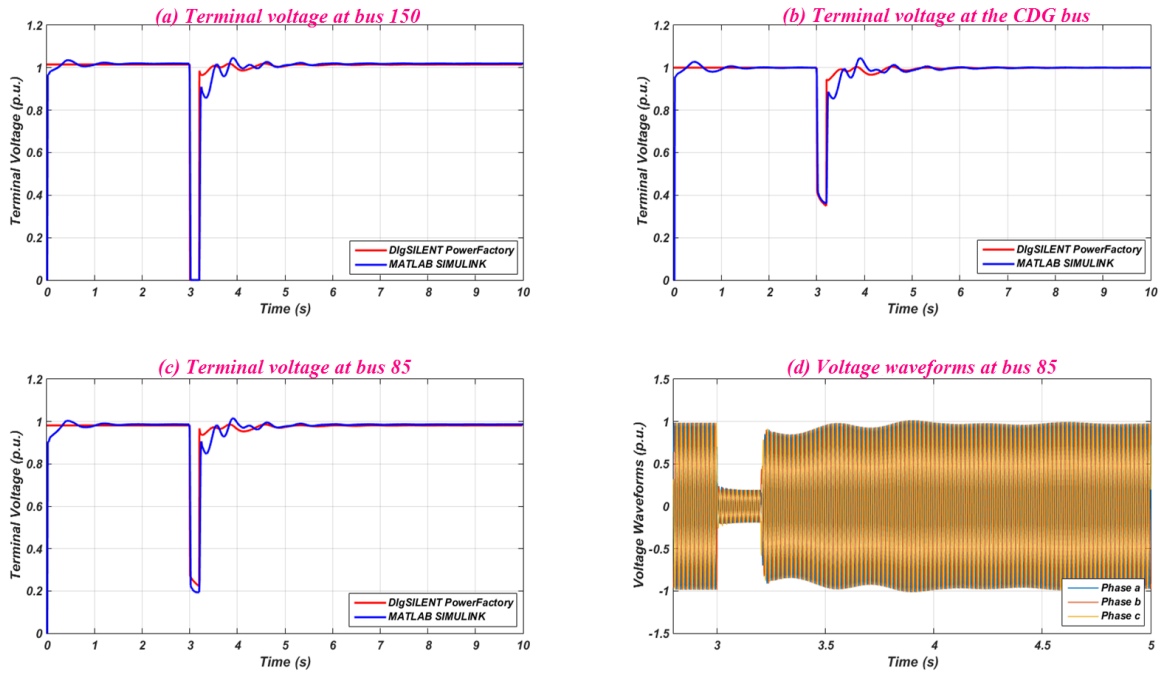 (a) Terminal voltage at bus 150
1.2
1
0.8
0.6
0.4
0.2
0
Terminal Voltage (p.u.)
DIgSILENT PowerFactory
MATLAB SIMULINK
0 1 2 3 4 5 6 7 8 9 10
Time (s)
(b) Terminal voltage at the CDG bus
1.2
1
0.8
0.6
0.4
0.2
0
Terminal Voltage (p.u.)
DIgSILENT PowerFactory
MATLAB SIMULINK
0 1 2 3 4 5 6 7 8 9 10
Time (s)
(c) Terminal voltage at bus 85
1.2
1
0.8
0.6
0.4
0.2
0
Terminal Voltage (p.u.)
DIgSILENT PowerFactory
MATLAB SIMULINK
0 1 2 3 4 5 6 7 8 9 10
Time (s)
(d) Voltage waveforms at bus 85
1.5
1
0.5
0
-0.5
-1
-1.5
Voltage Waveforms (p.u.)
Phase a
Phase b
Phase c
3 3.5 4 4.5 5
Time (s)